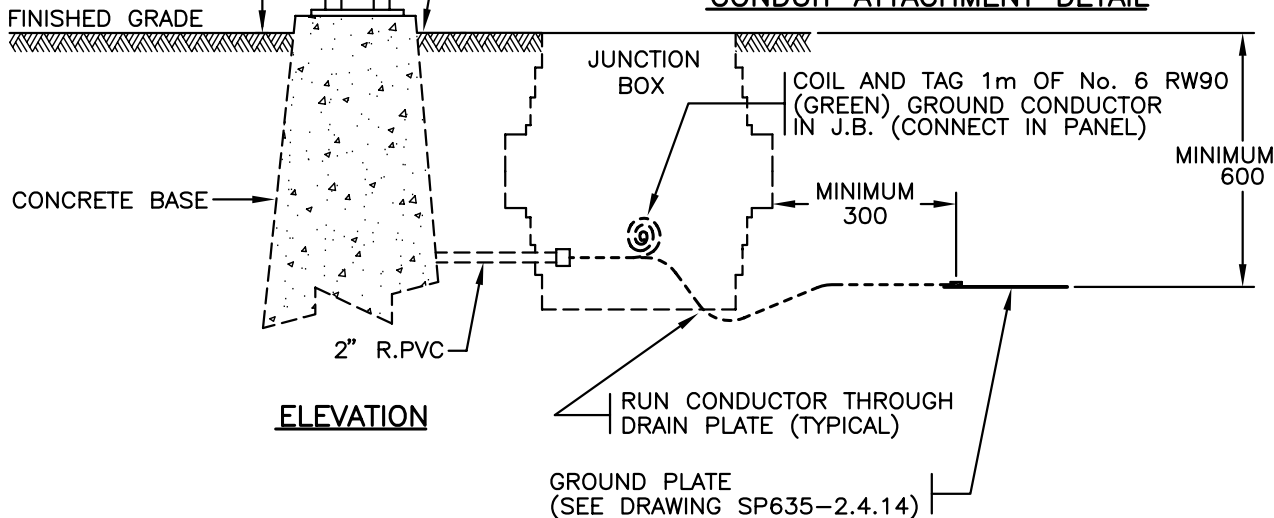 CONDUIT ATTACHMENT DETAIL
FINISHED GRADE
JUNCTION
BOX
COIL AND TAG 1m OF No. 6 RW90
(GREEN) GROUND CONDUCTOR
IN J.B. (CONNECT IN PANEL)
MINIMUM
600
CONCRETE BASE
MINIMUM
300
2" R.PVC
ELEVATION
RUN CONDUCTOR THROUGH
DRAIN PLATE (TYPICAL)
GROUND PLATE
(SEE DRAWING SP635-2.4.14)